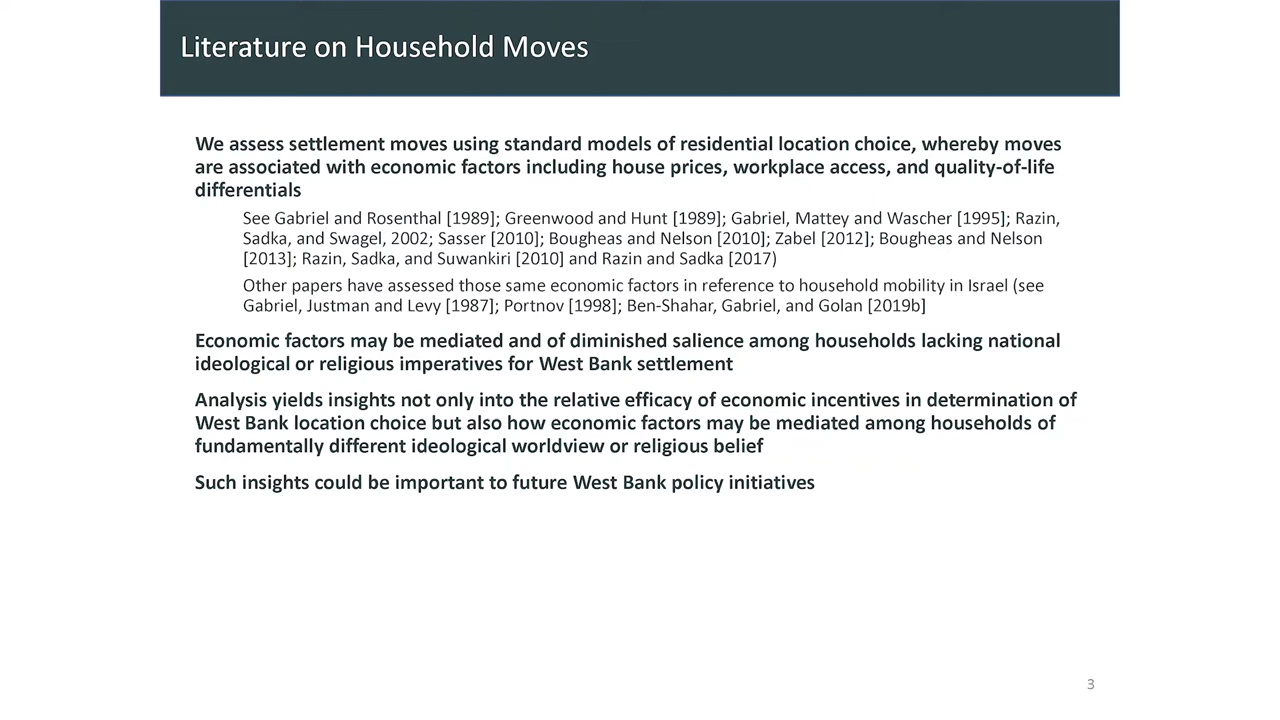 Literature on Household Moves
We assess settlement moves using standard models of residential location choice, whereby moves
are associated with economic factors including house prices, workplace access, and quality-of-life
differentials
See Gabriel and Rosenthal [1989]; Greenwood and Hunt [1989]; Gabriel, Mattey and Wascher [1995]; Razin,
Sadka, and Swagel, 2002; Sasser [2010]; Bougheas and Nelson [2010]; Zabel [2012]; Bougheas and Nelson
[2013]; Razin, Sadka, and Suwankiri [2010] and Razin and Sadka [2017)
Other papers have assessed those same economic factors in reference to household mobility in Israel (see
Gabriel, Justman and Levy [1987]; Portnov [1998]; Ben-Shahar, Gabriel, and Golan [2019b]
Economic factors may be mediated and of diminished salience among households lacking national
ideological or religious imperatives for West Bank settlement
Analysis yields insights not only into the relative efficacy of economic incentives in determination of
West Bank location choice but also how economic factors may be mediated among households of
fundamentally different ideological worldview or religious belief
Such insights could be important to future West Bank policy initiatives
3